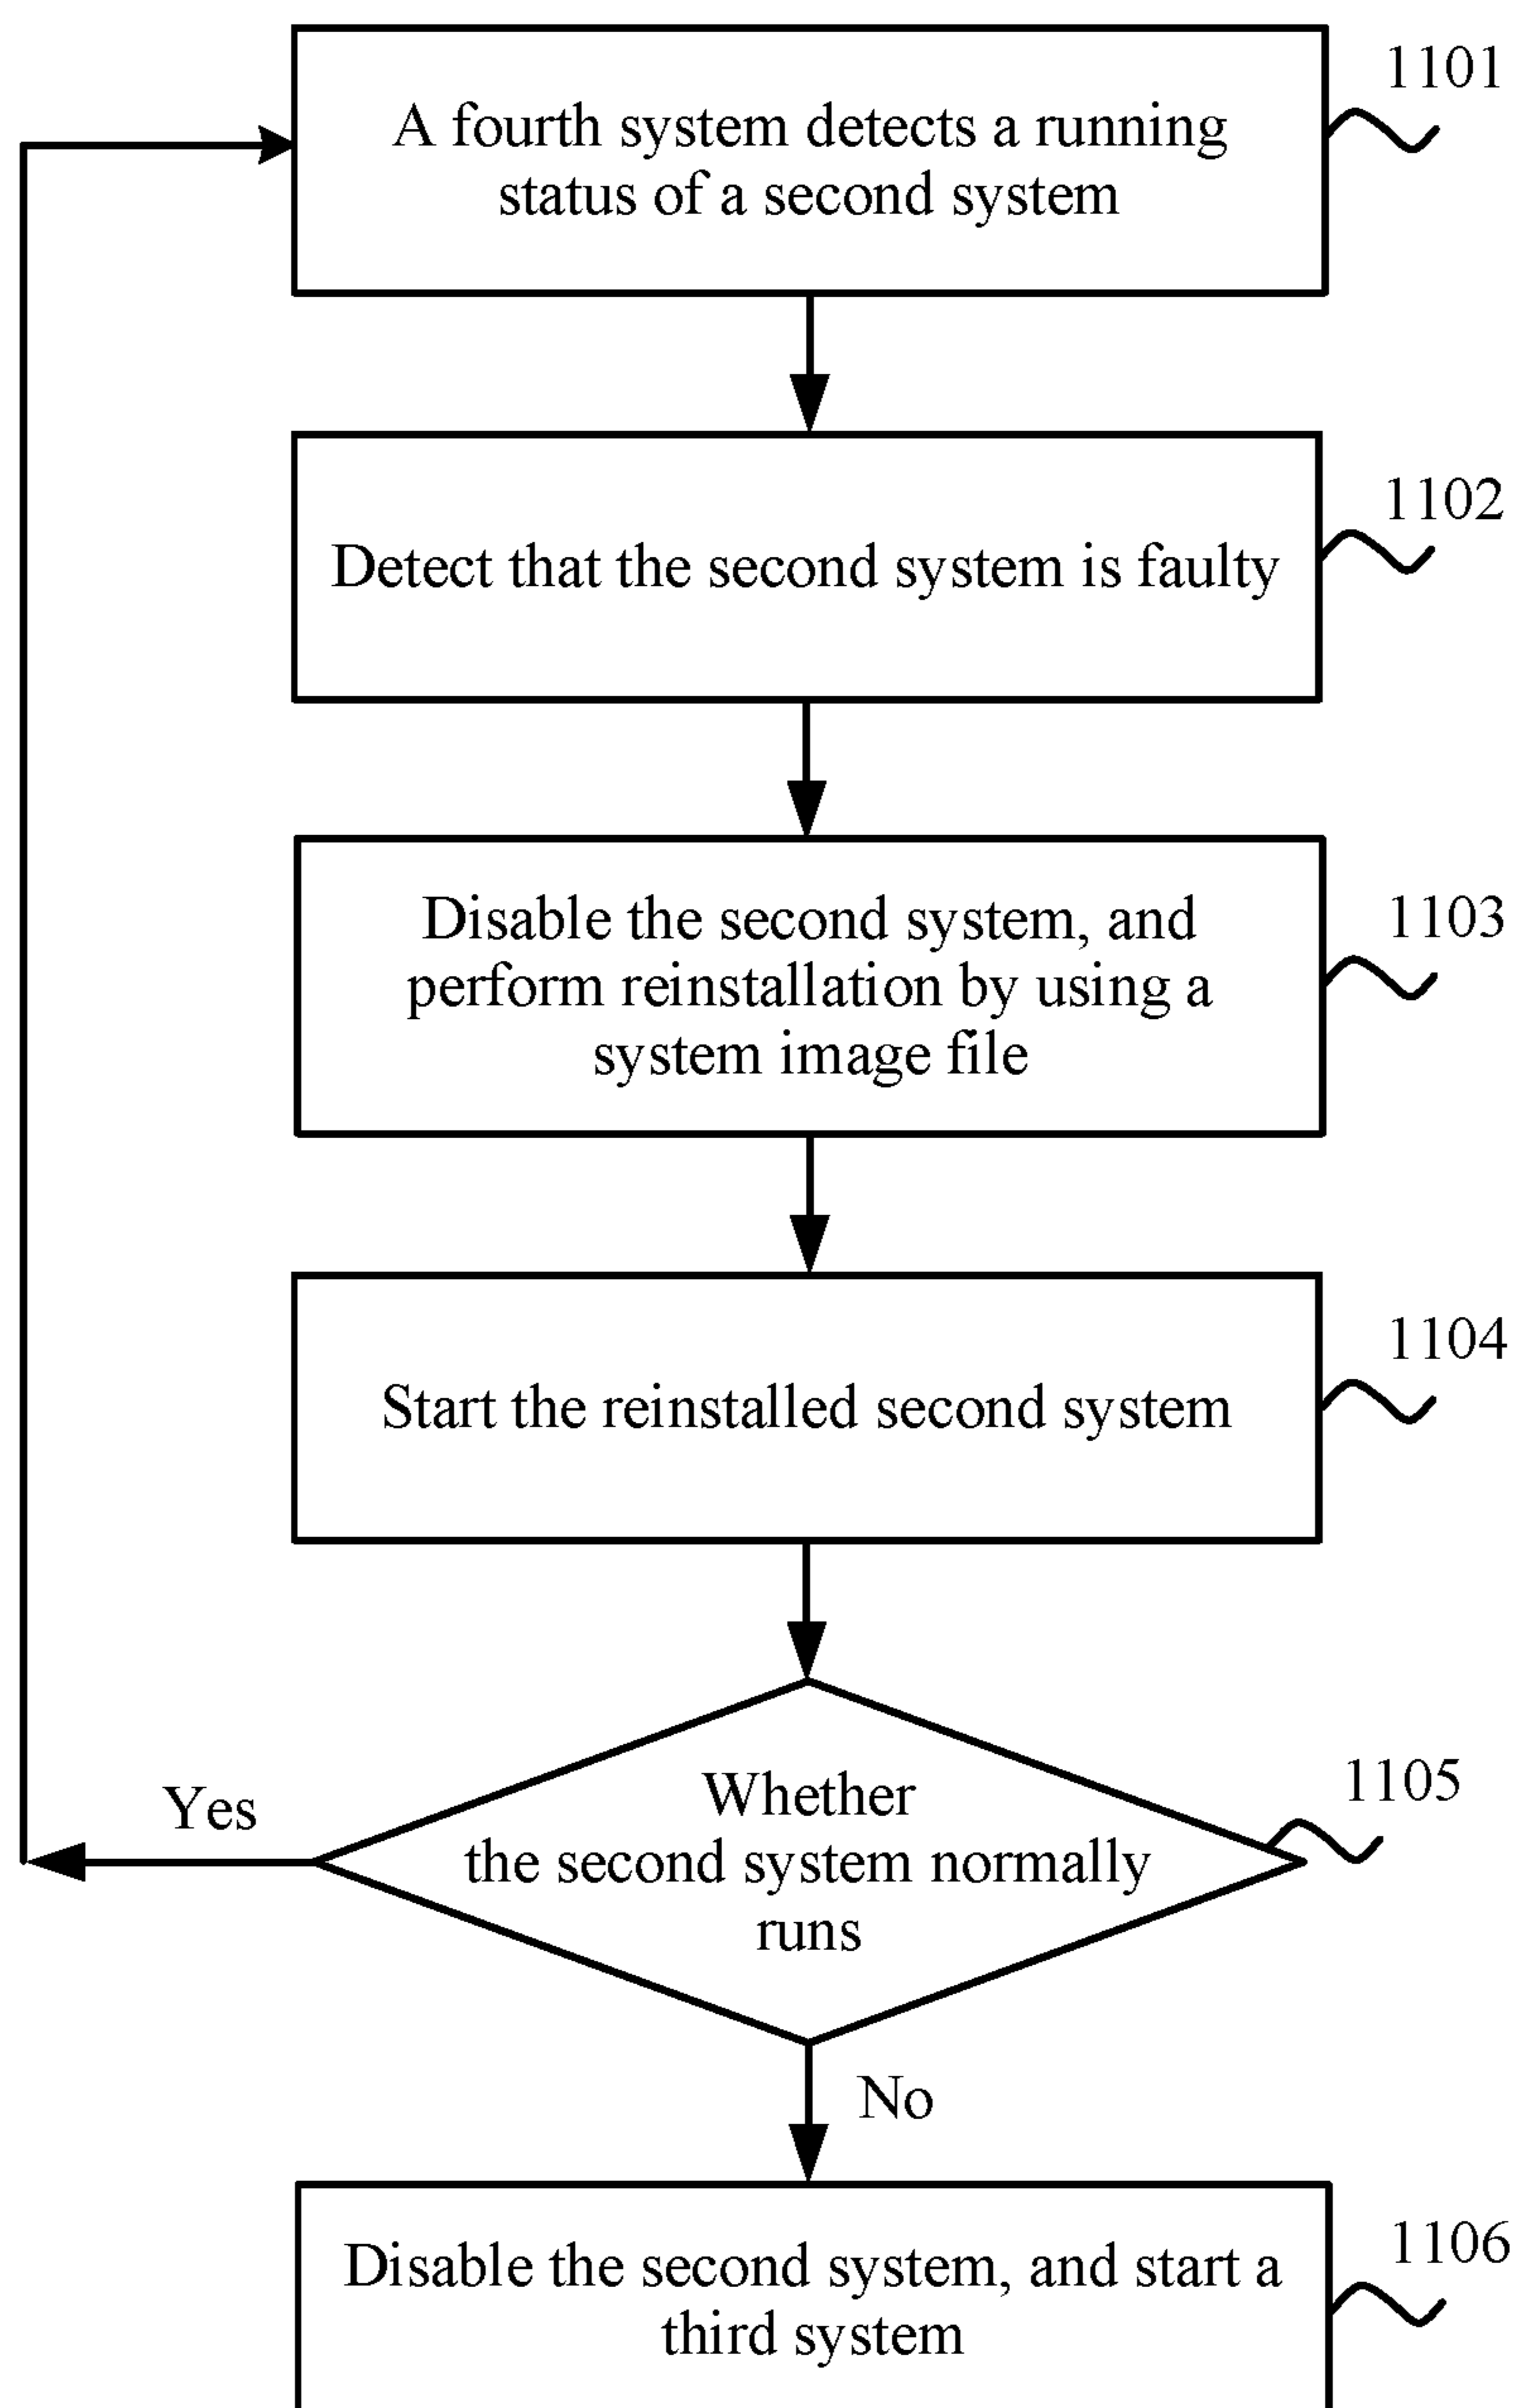 1101
A fourth system detects a running
status of a second system
1102
Detect that the second system is faulty
1103
Disable the second system, and
perform reinstallation by using a
system image file
1104
Start the reinstalled second system
1105
Whether
the second system normally
runs
Yes
No
1106
Disable the second system, and start a
third system